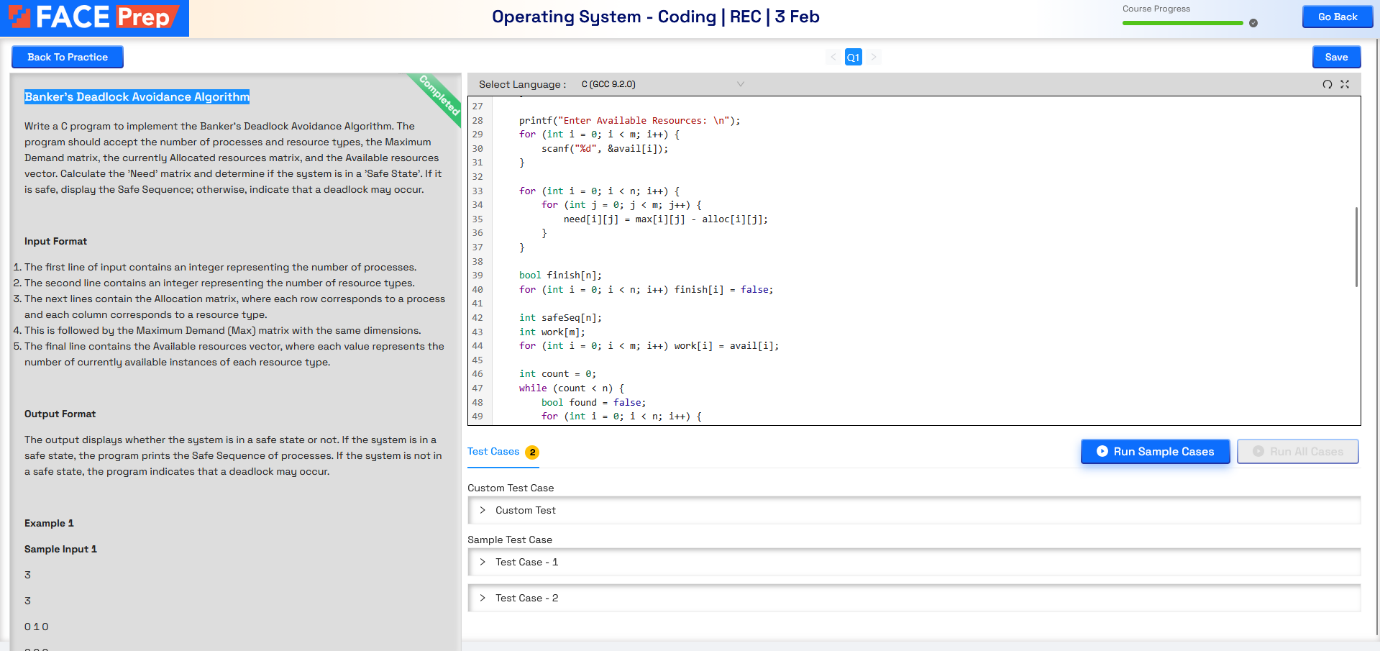 FACE Prep
Operating System - Coding | REC | 3 Feb
Course Progress
Go Back
Back To Practice
< Q1 >
Save
Completed
Banker's Deadlock Avoidance Algorithm
Write a C program to implement the Banker's Deadlock Avoidance Algorithm. The
program should accept the number of processes and resource types, the Maximum
Demand matrix, the currently Allocated resources matrix, and the Available resources
vector. Calculate the 'Need' matrix and determine if the system is in a 'Safe State'. If it
is safe, display the Safe Sequence; otherwise, indicate that a deadlock may occur.
Input Format
1. The first line of input contains an integer representing the number of processes.
2. The second line contains an integer representing the number of resource types.
3. The next lines contain the Allocation matrix, where each row corresponds to a process
and each column corresponds to a resource type.
4. This is followed by the Maximum Demand (Max) matrix with the same dimensions.
5. The final line contains the Available resources vector, where each value represents the
number of currently available instances of each resource type.
Output Format
The output displays whether the system is in a safe state or not. If the system is in a
safe state, the program prints the Safe Sequence of processes. If the system is not in
a safe state, the program indicates that a deadlock may occur.
Example 1
Sample Input 1
3
3
0 1 0
Select Language : C (GCC 9.2.0)
27
28 printf("Enter Available Resources: \n");
29 for (int i = 0; i < m; i++) {
30 scanf("%d", &avail[i]);
31 }
32
33 for (int i = 0; i < n; i++) {
34 for (int j = 0; j < m; j++) {
35 need[i][j] = max[i][j] - alloc[i][j];
36 }
37 }
38
39 bool finish[n];
40 for (int i = 0; i < n; i++) finish[i] = false;
41
42 int safeSeq[n];
43 int work[m];
44 for (int i = 0; i < m; i++) work[i] = avail[i];
45
46 int count = 0;
47 while (count < n) {
48 bool found = false;
49 for (int i = 0; i < n; i++) {
Test Cases 2
Run Sample Cases
Run All Cases
Custom Test Case
> Custom Test
Sample Test Case
> Test Case - 1
> Test Case - 2